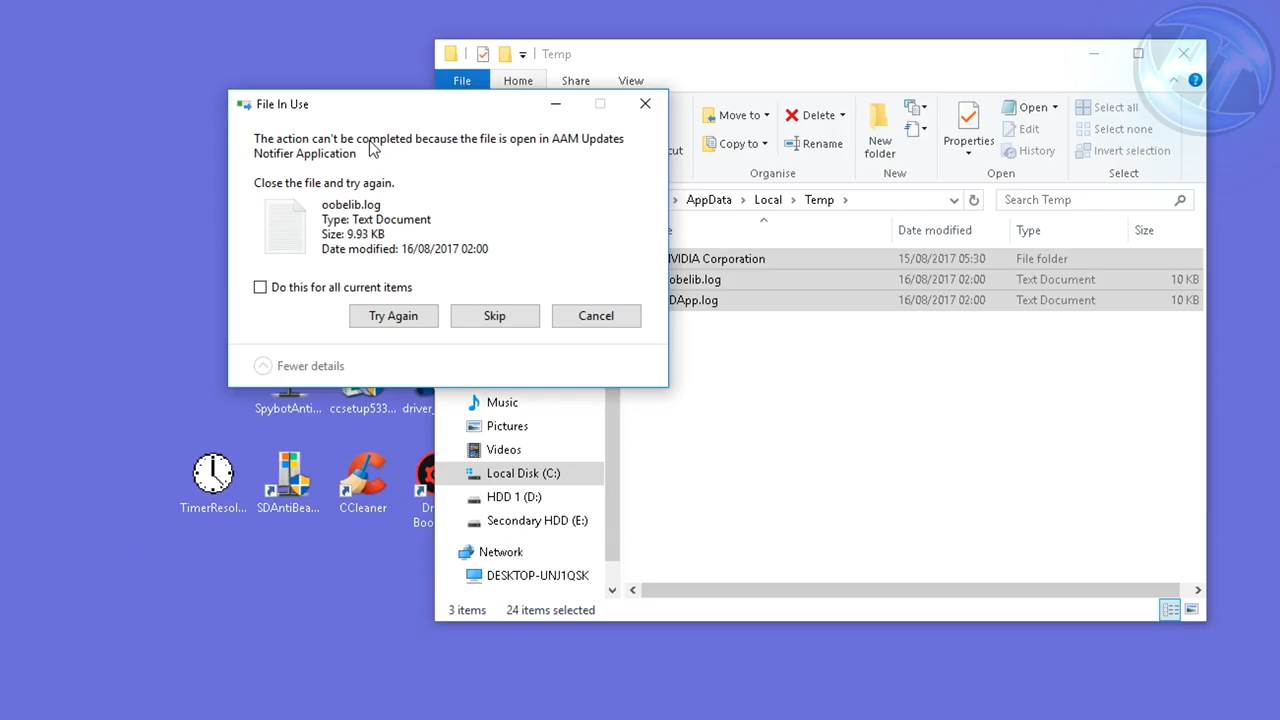 Temp
File
Home
Share
View
Move to
Copy to
Delete
Rename
New
folder
Properties
Open
Edit
History
Select all
Select none
Invert selection
cut
Organise
New
Open
Select
AppData
Local
Temp
Search Temp
Date modified
Type
Size
VIDIA Corporation
15/08/2017 05:30
File folder
obelib.log
16/08/2017 02:00
Text Document
10 KB
DApp.log
16/08/2017 02:00
Text Document
10 KB
File In Use
The action can't be completed because the file is open in AAM Updates
Notifier Application
Close the file and try again.
oobelib.log
Type: Text Document
Size: 9.93 KB
Date modified: 16/08/2017 02:00
Do this for all current items
Try Again
Skip
Cancel
Fewer details
SpybotAnti...
ccsetup533...
driver_
TimerResol...
SDAntiBea...
CCleaner
Dr
Boo
Music
Pictures
Videos
Local Disk (C:)
HDD 1 (D:)
Secondary HDD (E:)
Network
DESKTOP-UNJ1QSK
3 items
24 items selected